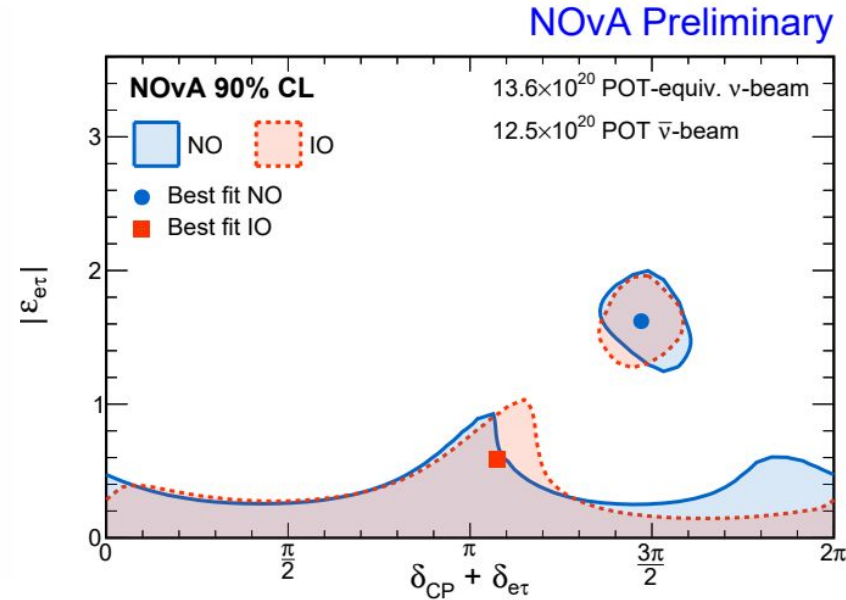 NOvA Preliminary
NOvA 90% CL
13.6×10²⁰ POT-equiv. ν-beam
12.5×10²⁰ POT ν̅-beam
NO
IO
Best fit NO
Best fit IO
|ε_eτ|
3
2
1
0
0
π/2
π
3π/2
2π
δ_CP + δ_eτ